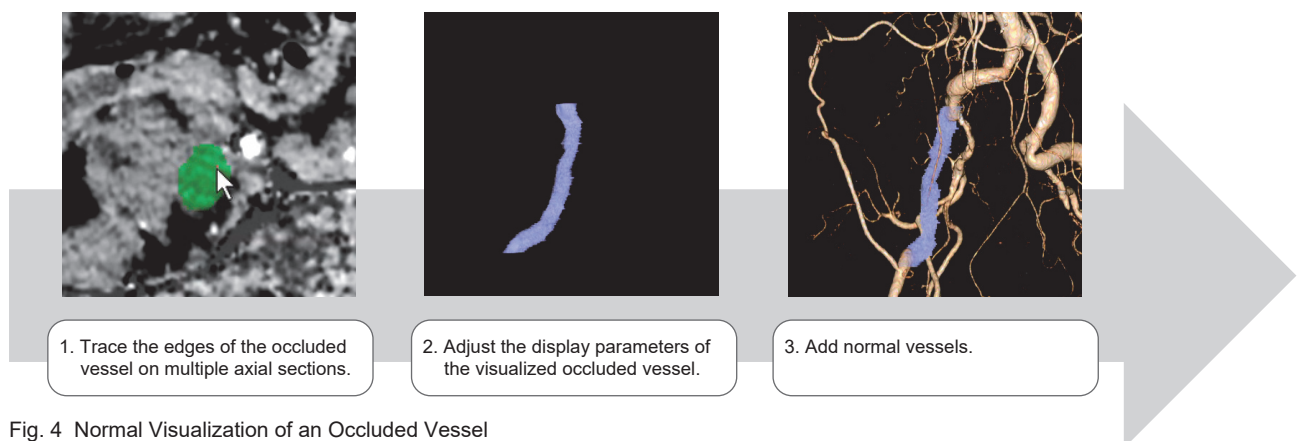 1. Trace the edges of the occluded
vessel on multiple axial sections.
2. Adjust the display parameters of
the visualized occluded vessel.
3. Add normal vessels.
Fig. 4 Normal Visualization of an Occluded Vessel